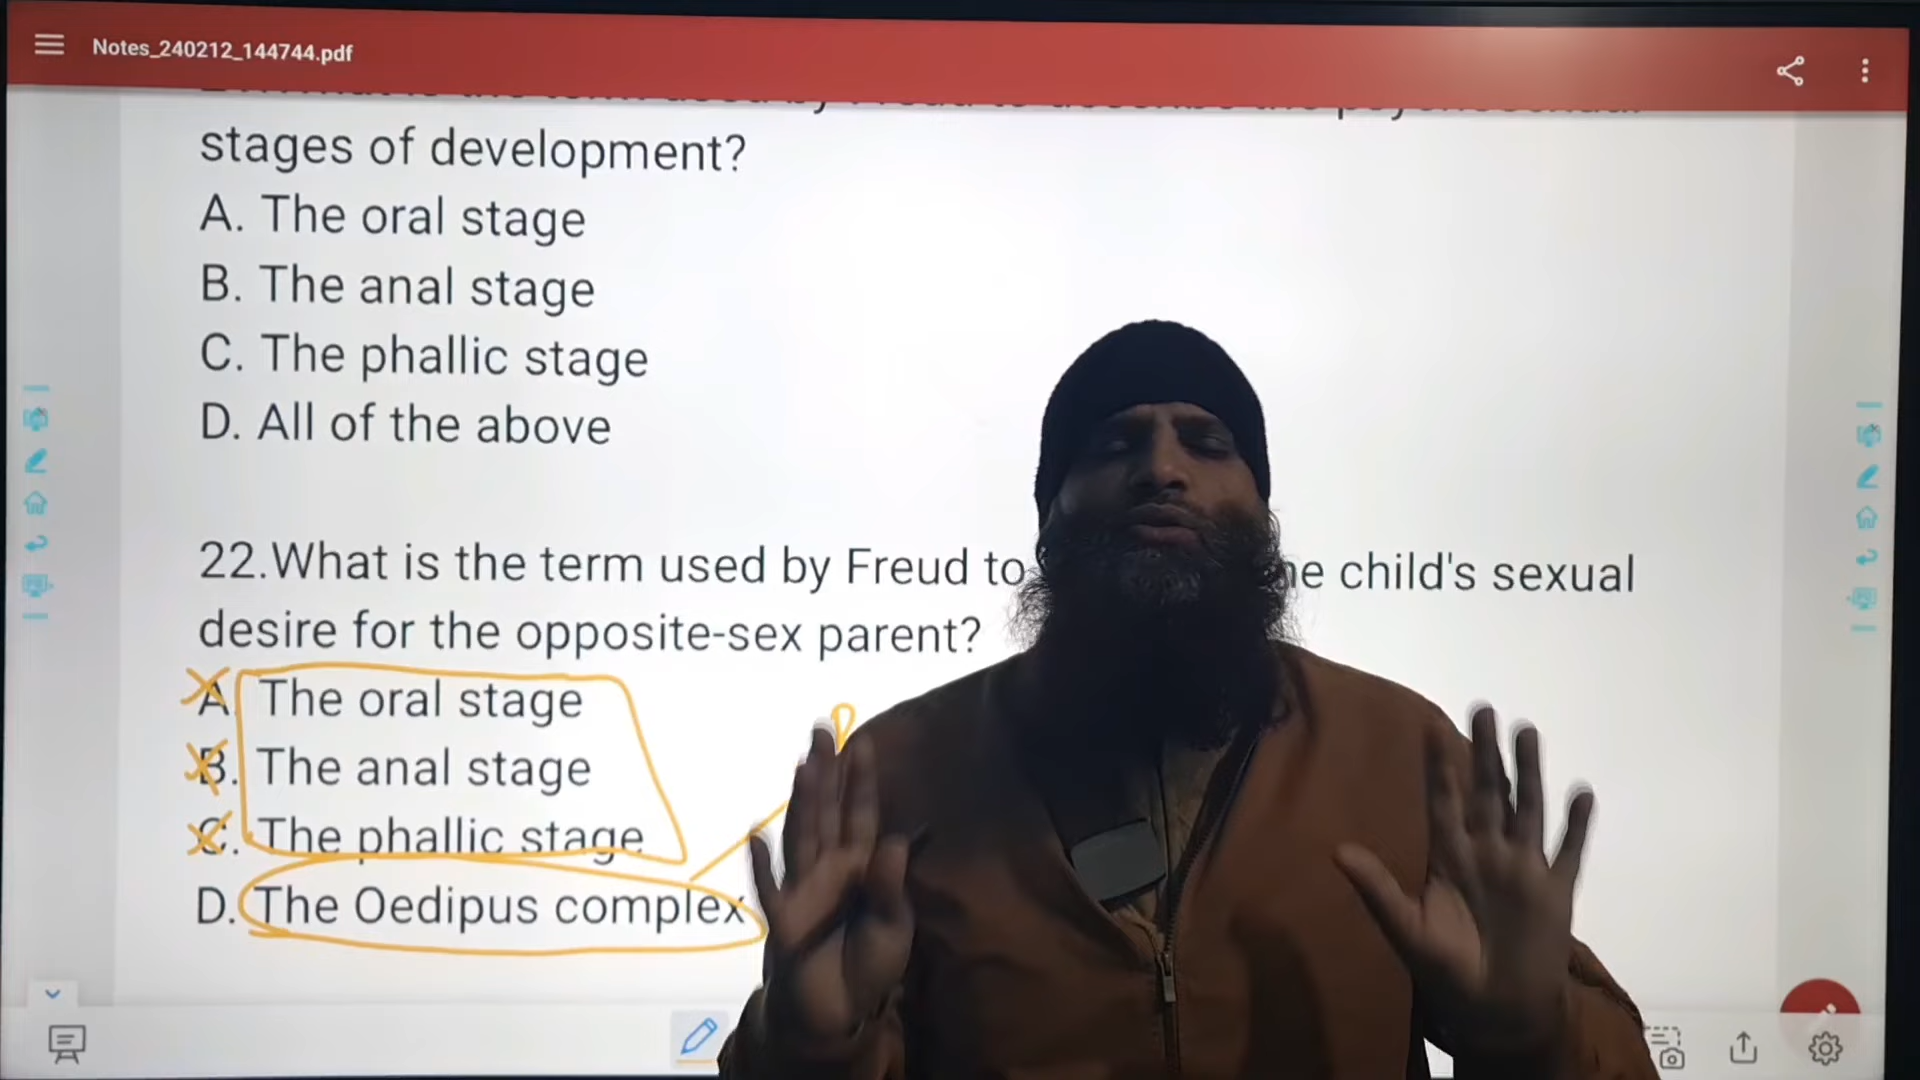 Notes_240212_144744.pdf
stages of development?
A. The oral stage
B. The anal stage
C. The phallic stage
D. All of the above
22.What is the term used by Freud to he child's sexual
desire for the opposite-sex parent?
A. The oral stage
B. The anal stage
C. The phallic stage
D. The Oedipus complex